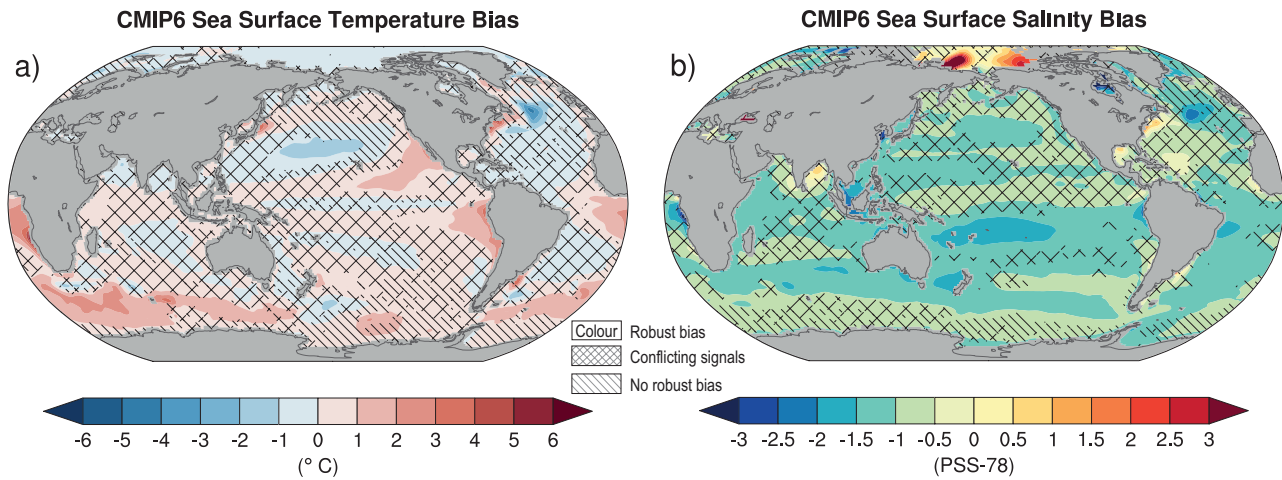 CMIP6 Sea Surface Temperature Bias
CMIP6 Sea Surface Salinity Bias
a)
b)
Colour Robust bias
Conflicting signals
No robust bias
-6 -5 -4 -3 -2 -1 0 1 2 3 4 5 6
(° C)
-3 -2.5 -2 -1.5 -1 -0.5 0 0.5 1 1.5 2 2.5 3
(PSS-78)